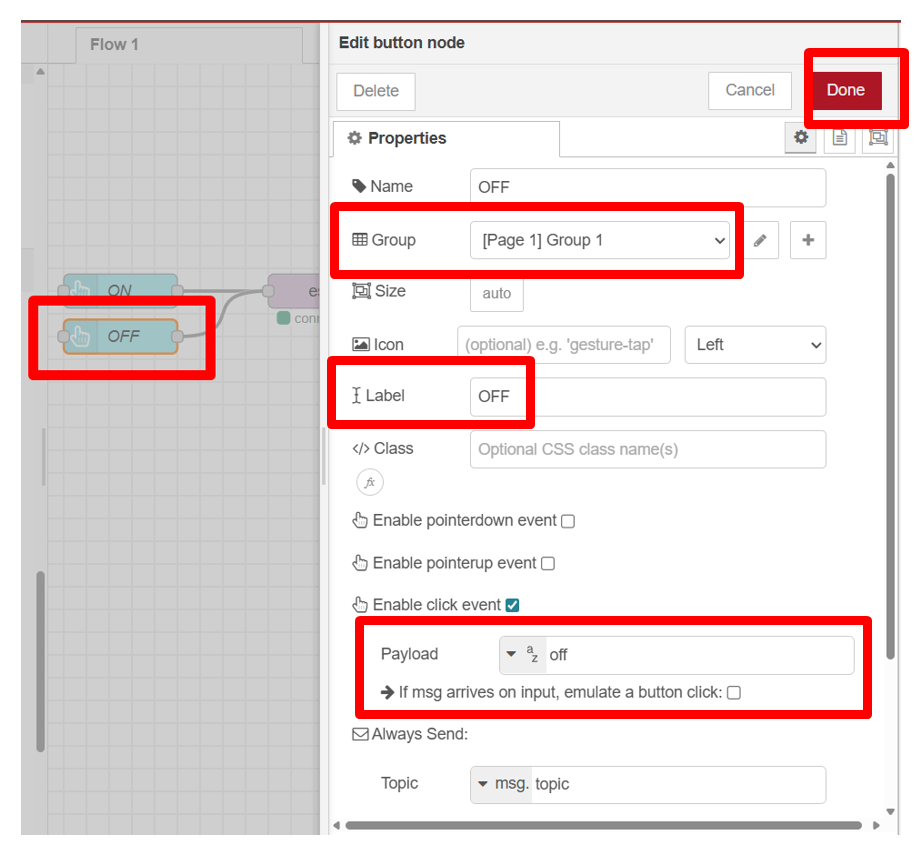 Flow 1
Edit button node
Delete
Cancel
Done
Properties
Name
OFF
Group
[Page 1] Group 1
Size
auto
Icon
(optional) e.g. 'gesture-tap'
Left
Label
OFF
</> Class
Optional CSS class name(s)
fx
Enable pointerdown event
Enable pointerup event
Enable click event
Payload
az
off
If msg arrives on input, emulate a button click:
Always Send:
Topic
msg. topic
ON
OFF